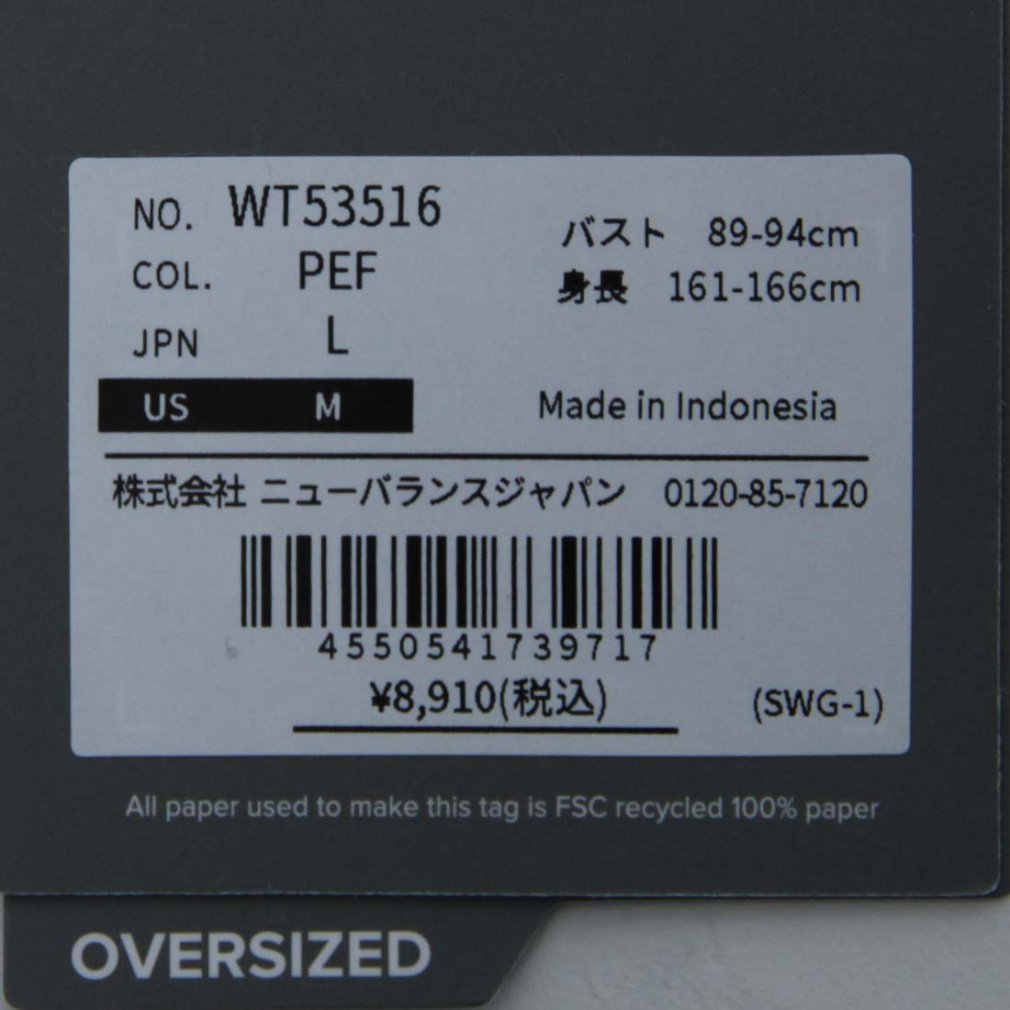 NO. WT53516
バスト 89-94cm
COL. PEF
身長 161-166cm
JPN L
US M
Made in Indonesia
株式会社 ニューバランスジャパン 0120-85-7120
4550541739717
¥8,910(税込)
(SWG-1)
All paper used to make this tag is FSC recycled 100% paper
OVERSIZED